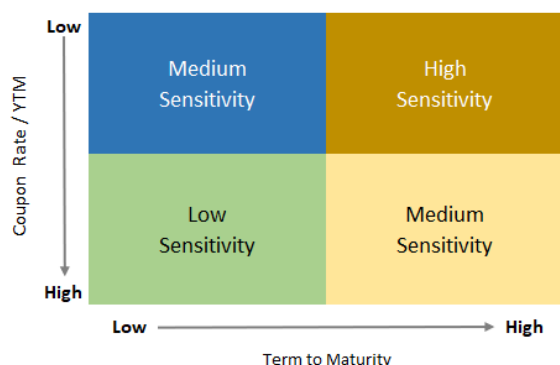 Low
Medium
Sensitivity
High
Sensitivity
Coupon Rate / YTM
Low
Sensitivity
Medium
Sensitivity
High
Low
High
Term to Maturity